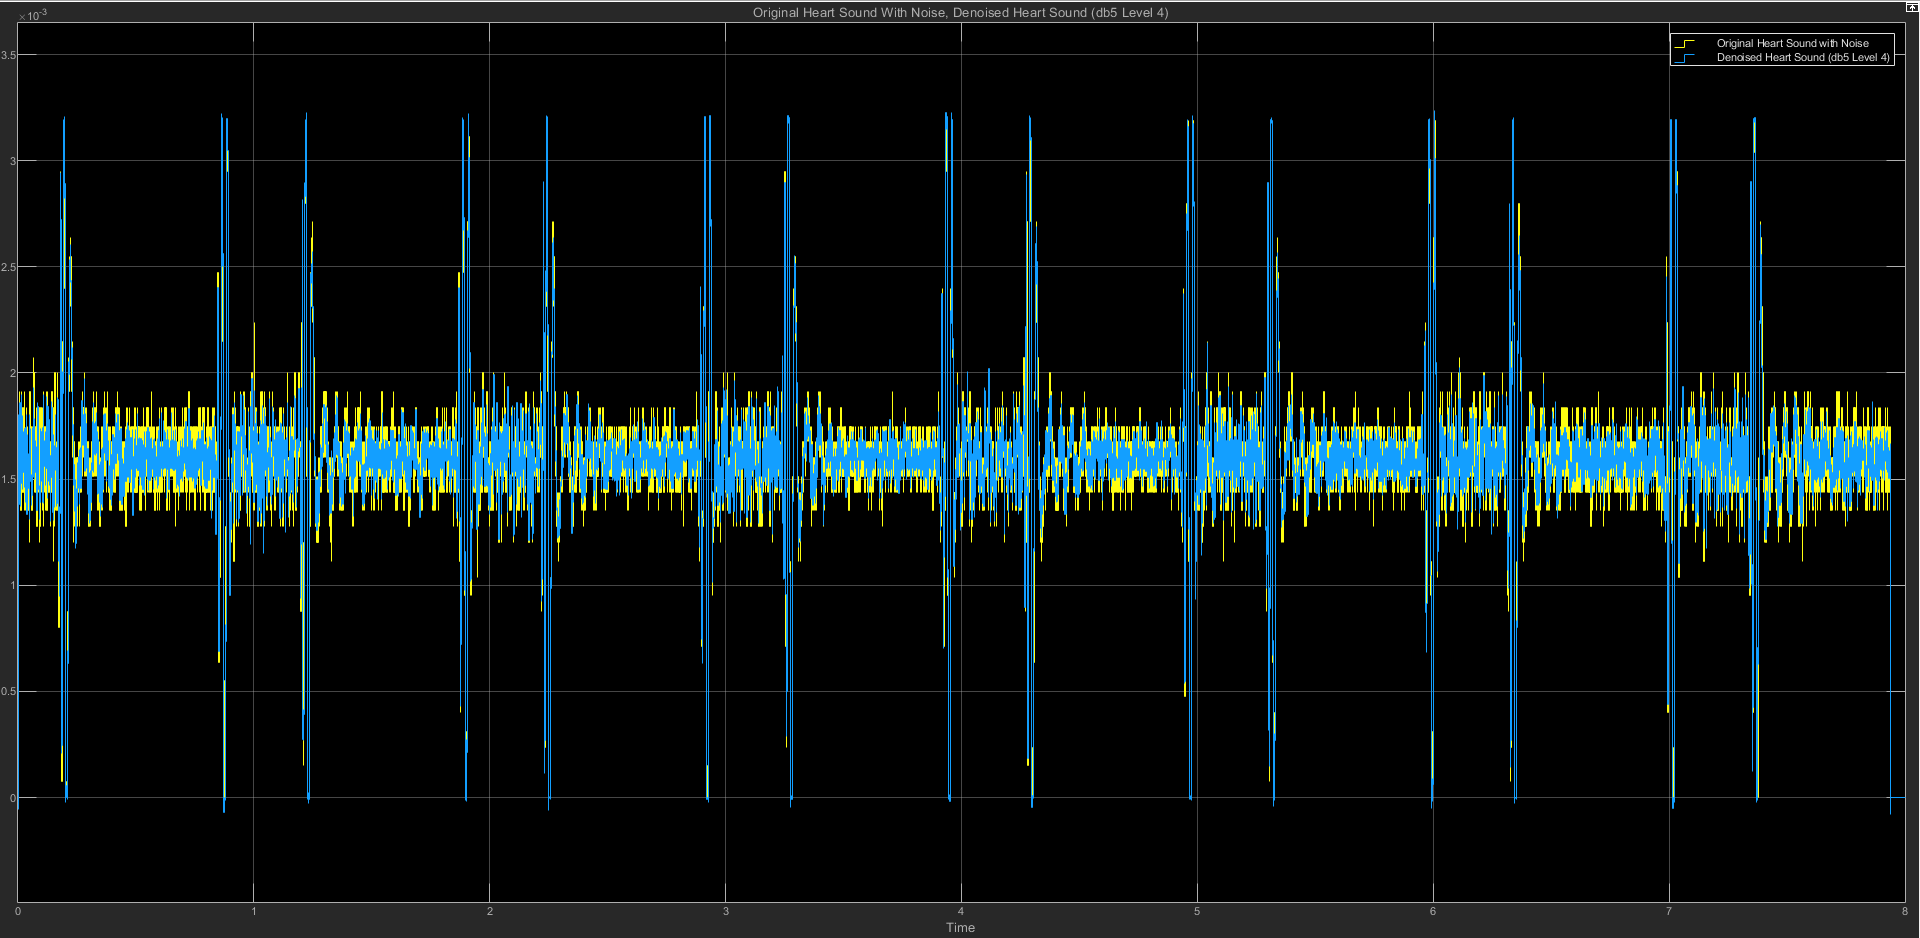 Original Heart Sound With Noise, Denoised Heart Sound (db5 Level 4)
×10⁻³
Original Heart Sound with Noise
Denoised Heart Sound (db5 Level 4)
3.5
3
2.5
2
1.5
1
0.5
0
0 1 2 3 4 5 6 7 8
Time